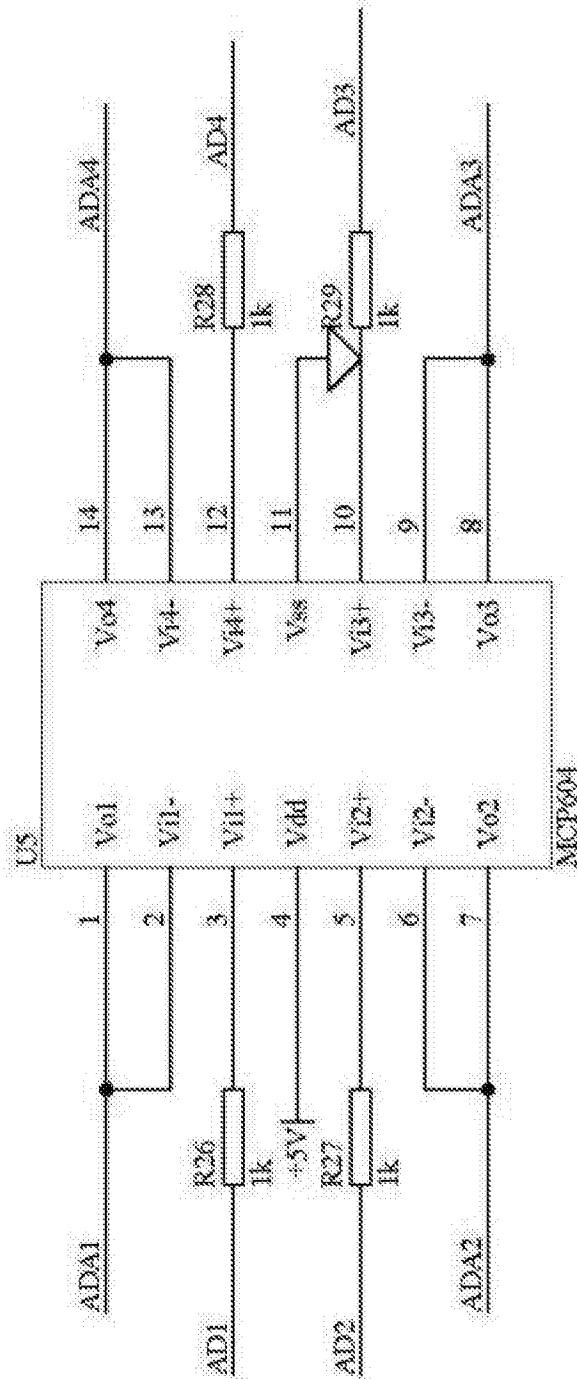 U5
MCP604
ADA1
1
Vo1
2
Vi1-
AD1
R26
1k
3
Vi1+
+5V
4
Vdd
AD2
R27
1k
5
Vi2+
6
Vi2-
ADA2
7
Vo2
Vo4
14
ADA4
Vi4-
13
Vi4+
12
R28
1k
AD4
Vss
11
Vi3+
10
R29
1k
AD3
Vi3-
9
Vo3
8
ADA3